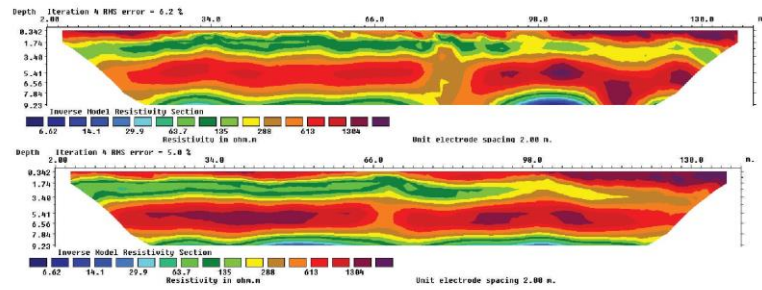 Depth Iteration 4 RMS error = 6.2 %
2.00 34.0 66.0 98.0 130.0 m.
0.342
1.74
3.40
5.41
6.56
7.84
9.23
Inverse Model Resistivity Section
6.62 14.1 29.9 63.7 135 288 613 1304
Resistivity in ohm.m Unit electrode spacing 2.00 m.
Depth Iteration 4 RMS error = 5.0 %
2.00 34.0 66.0 98.0 130.0 m.
0.342
1.74
3.40
5.41
6.56
7.84
9.23
Inverse Model Resistivity Section
6.62 14.1 29.9 63.7 135 288 613 1304
Resistivity in ohm.m Unit electrode spacing 2.00 m.